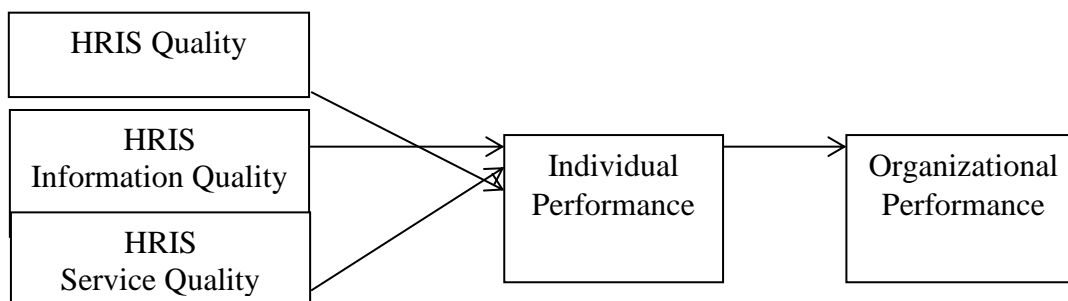 HRIS Quality
HRIS
Information Quality
HRIS
Service Quality
Individual
Performance
Organizational
Performance